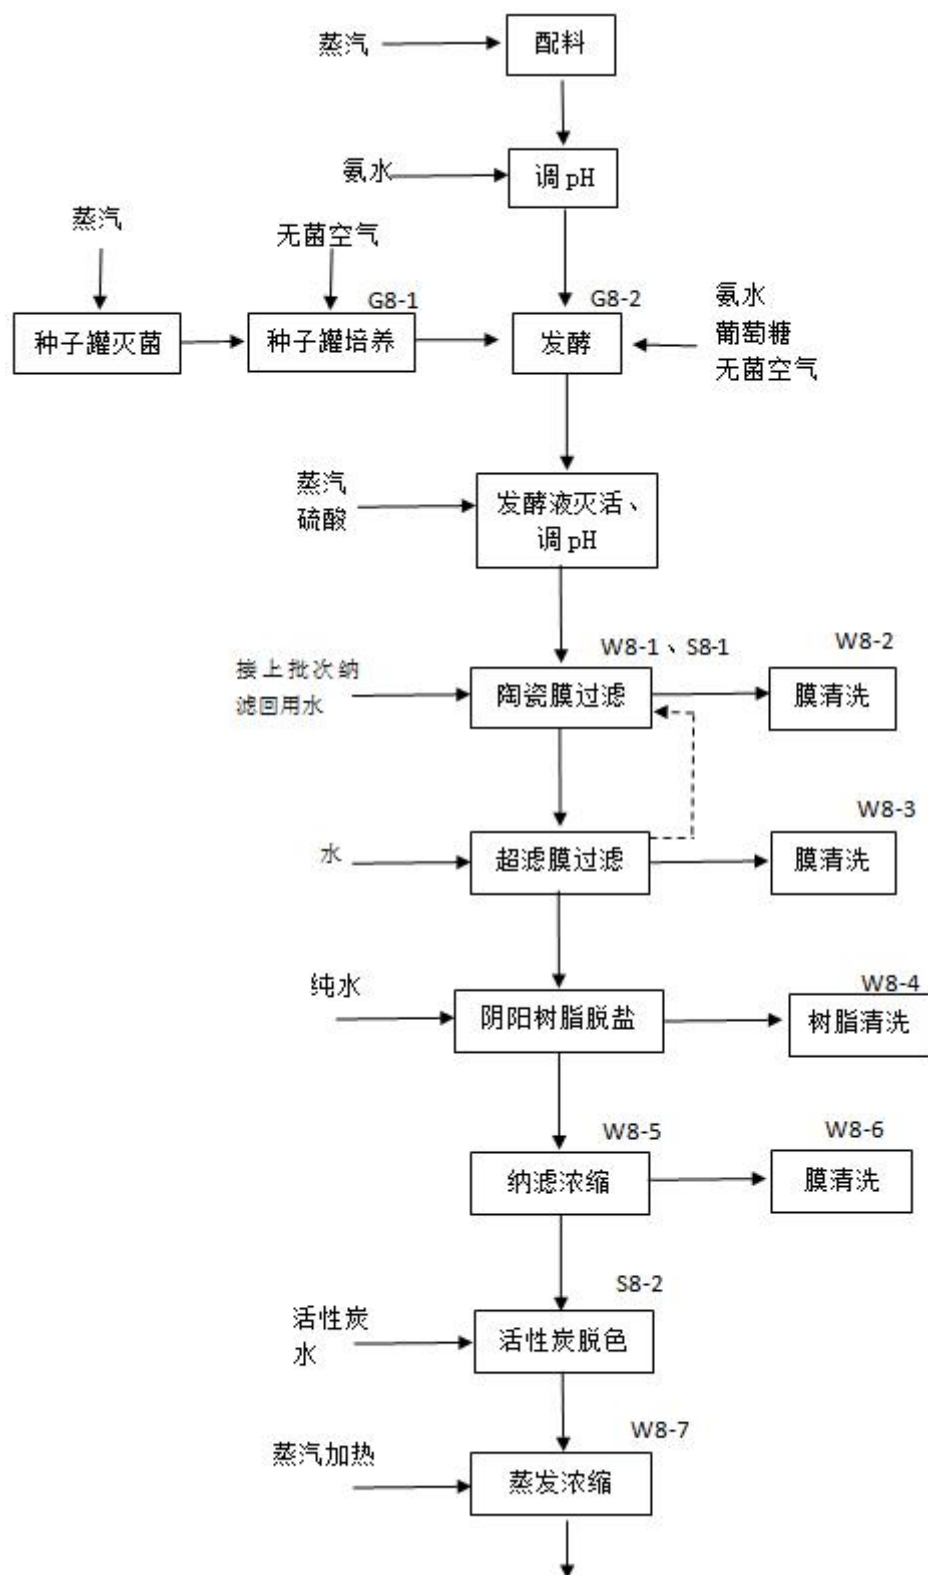 蒸汽
配料
氨水
调pH
蒸汽
无菌空气
G8-1
G8-2
氨水
葡萄糖
无菌空气
种子罐灭菌
种子罐培养
发酵
蒸汽
硫酸
发酵液灭活、
调pH
W8-1、S8-1
W8-2
接上批次纳
滤回用水
陶瓷膜过滤
膜清洗
W8-3
水
超滤膜过滤
膜清洗
纯水
W8-4
阴阳树脂脱盐
树脂清洗
W8-5
W8-6
纳滤浓缩
膜清洗
S8-2
活性炭
水
活性炭脱色
W8-7
蒸汽加热
蒸发浓缩